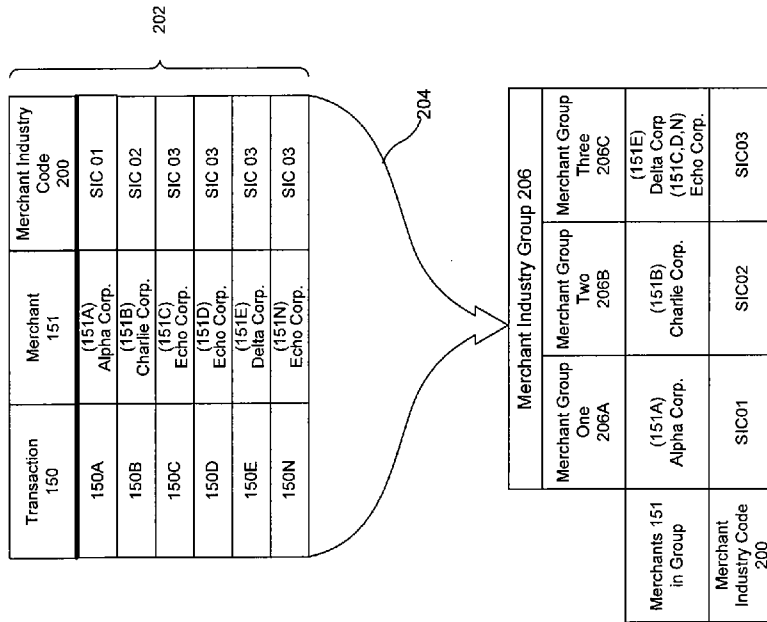 Transaction
150
Merchant
151
Merchant Industry
Code
200
150A
(151A)
Alpha Corp.
SIC 01
150B
(151B)
Charlie Corp.
SIC 02
150C
(151C)
Echo Corp.
SIC 03
150D
(151D)
Echo Corp.
SIC 03
150E
(151E)
Delta Corp.
SIC 03
150N
(151N)
Echo Corp.
SIC 03
202
204
Merchant Industry Group 206
Merchant Group
One
206A
Merchant Group
Two
206B
Merchant Group
Three
206C
Merchants 151
in Group
(151A)
Alpha Corp.
(151B)
Charlie Corp.
(151E)
Delta Corp
(151C,D,N)
Echo Corp.
Merchant
Industry Code
200
SIC01
SIC02
SIC03